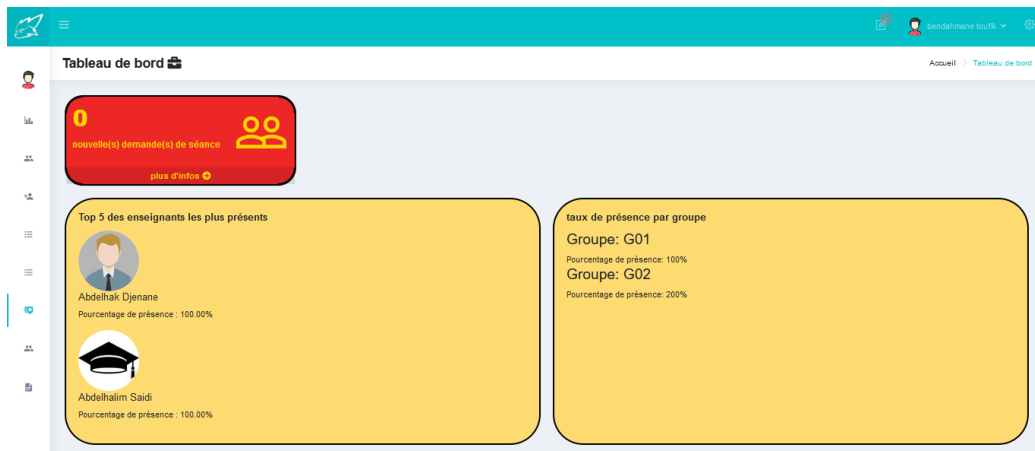 bendahmane toufik
Tableau de bord
Accueil > Tableau de bord
0
nouvelle(s) demande(s) de séance
plus d'infos
Top 5 des enseignants les plus présents
Abdelhak Djenane
Pourcentage de présence : 100.00%
Abdelhalim Saidi
Pourcentage de présence : 100.00%
taux de présence par groupe
Groupe: G01
Pourcentage de présence: 100%
Groupe: G02
Pourcentage de présence: 200%